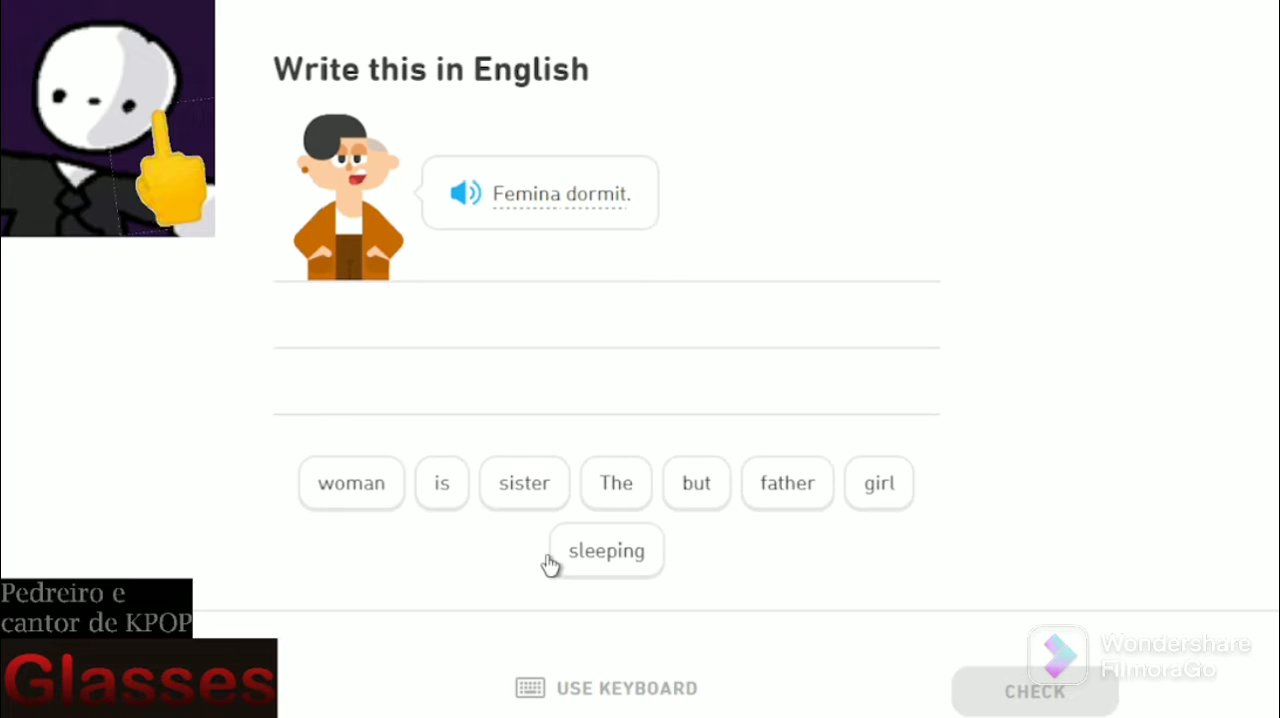 Write this in English
Femina dormit.
woman is sister The but father girl
sleeping
Pedreiro e
cantor de KPOP
Glasses
USE KEYBOARD
CHECK
Wondershare
FilmoraGo